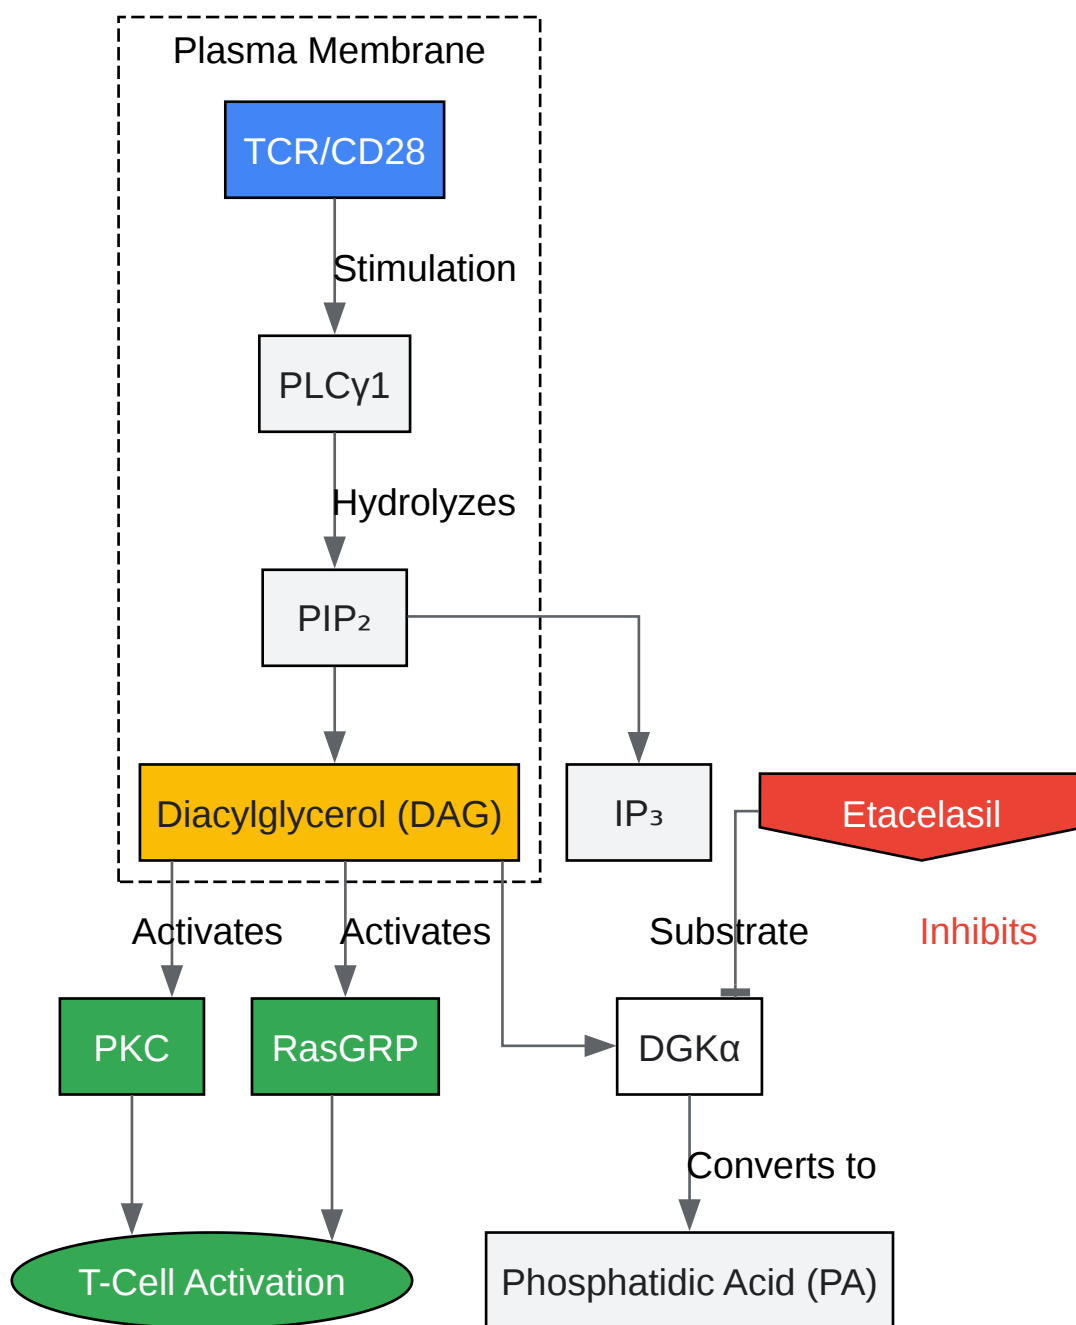 Plasma Membrane
TCR/CD28
Stimulation
PLCγ1
Hydrolyzes
PIP₂
Diacylglycerol (DAG)
IP₃
Etacelasil
Activates
Activates
Substrate
Inhibits
PKC
RasGRP
DGKα
Converts to
T-Cell Activation
Phosphatidic Acid (PA)